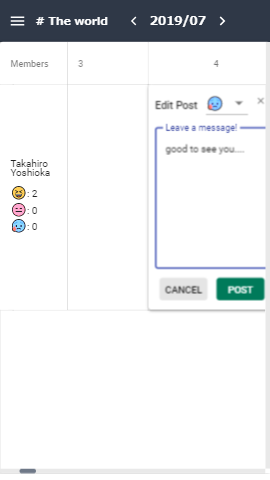 # The world
2019/07
Members
3
4
Edit Post
Leave a message!
good to see you....
Takahiro
Yoshioka
: 2
: 0
: 0
CANCEL
POST